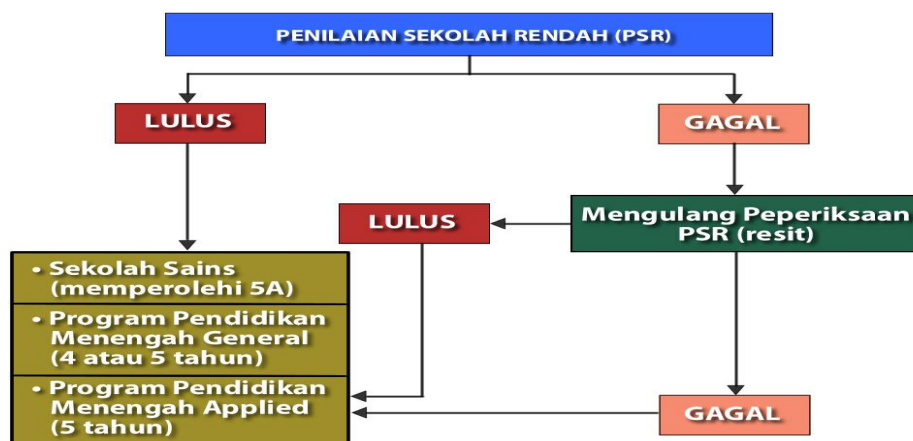 PENILAIAN SEKOLAH RENDAH (PSR)
LULUS
GAGAL
LULUS
Mengulang Peperiksaan
PSR (resit)
• Sekolah Sains
(memperolehi 5A)
• Program Pendidikan
Menengah General
(4 atau 5 tahun)
• Program Pendidikan
Menengah Applied
(5 tahun)
GAGAL